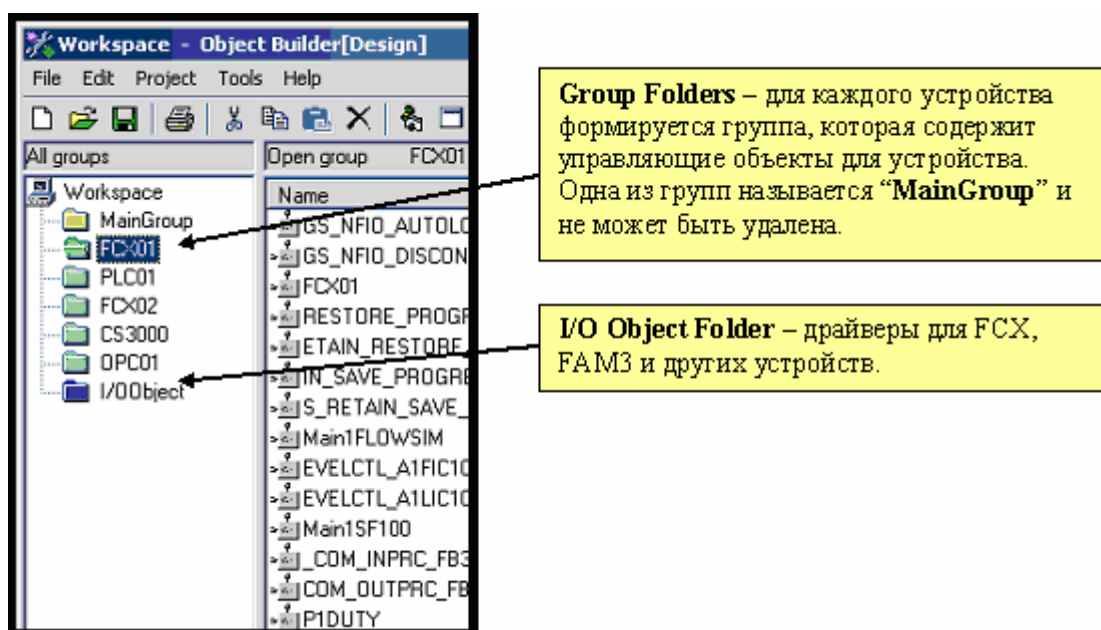 Workspace - Object Builder[Design]
File Edit Project Tools Help
All groups
Open group FCX01
Workspace
MainGroup
FCX01
PLC01
FCX02
CS3000
OPC01
I/OObject
Name
GS_NFIO_AUTOLO
GS_NFIO_DISCON
FCX01
RESTORE_PROGR
ETAIN_RESTORE_
IN_SAVE_PROGRE
S_RETAIN_SAVE_
Main1FLOWSIM
EVELCTL_A1FIC10
EVELCTL_A1LIC10
Main1SF100
_COM_INPRC_FB3
COM_OUTPRC_FB
P1DUTY
Group Folders – для каждого устройства
формируется группа, которая содержит
управляющие объекты для устройства.
Одна из групп называется “MainGroup” и
не может быть удалена.
I/O Object Folder – драйверы для FCX,
FAM3 и других устройств.